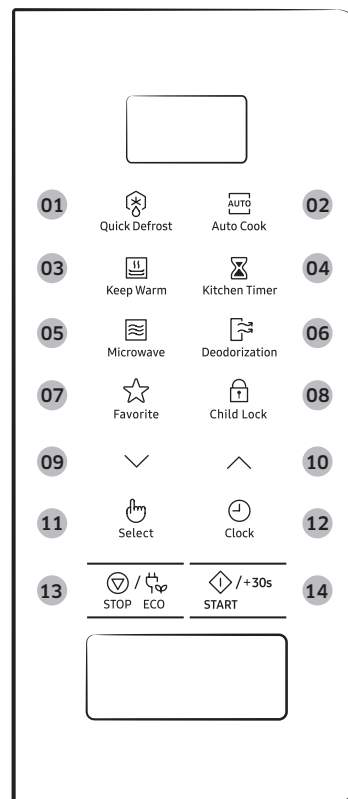 01 AUTO 02
Quick Defrost Auto Cook
03 04
Keep Warm Kitchen Timer
05 06
Microwave Deodorization
07 08
Favorite Child Lock
09 10
11 12
Select Clock
13 / /+30s 14
STOP ECO START